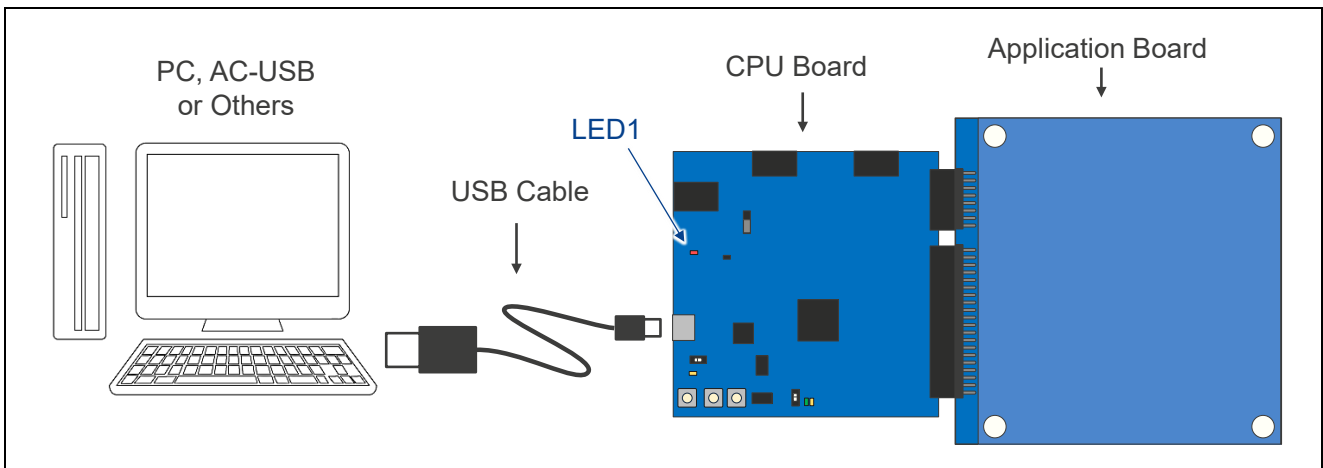 PC, AC-USB
or Others
USB Cable
LED1
CPU Board
Application Board